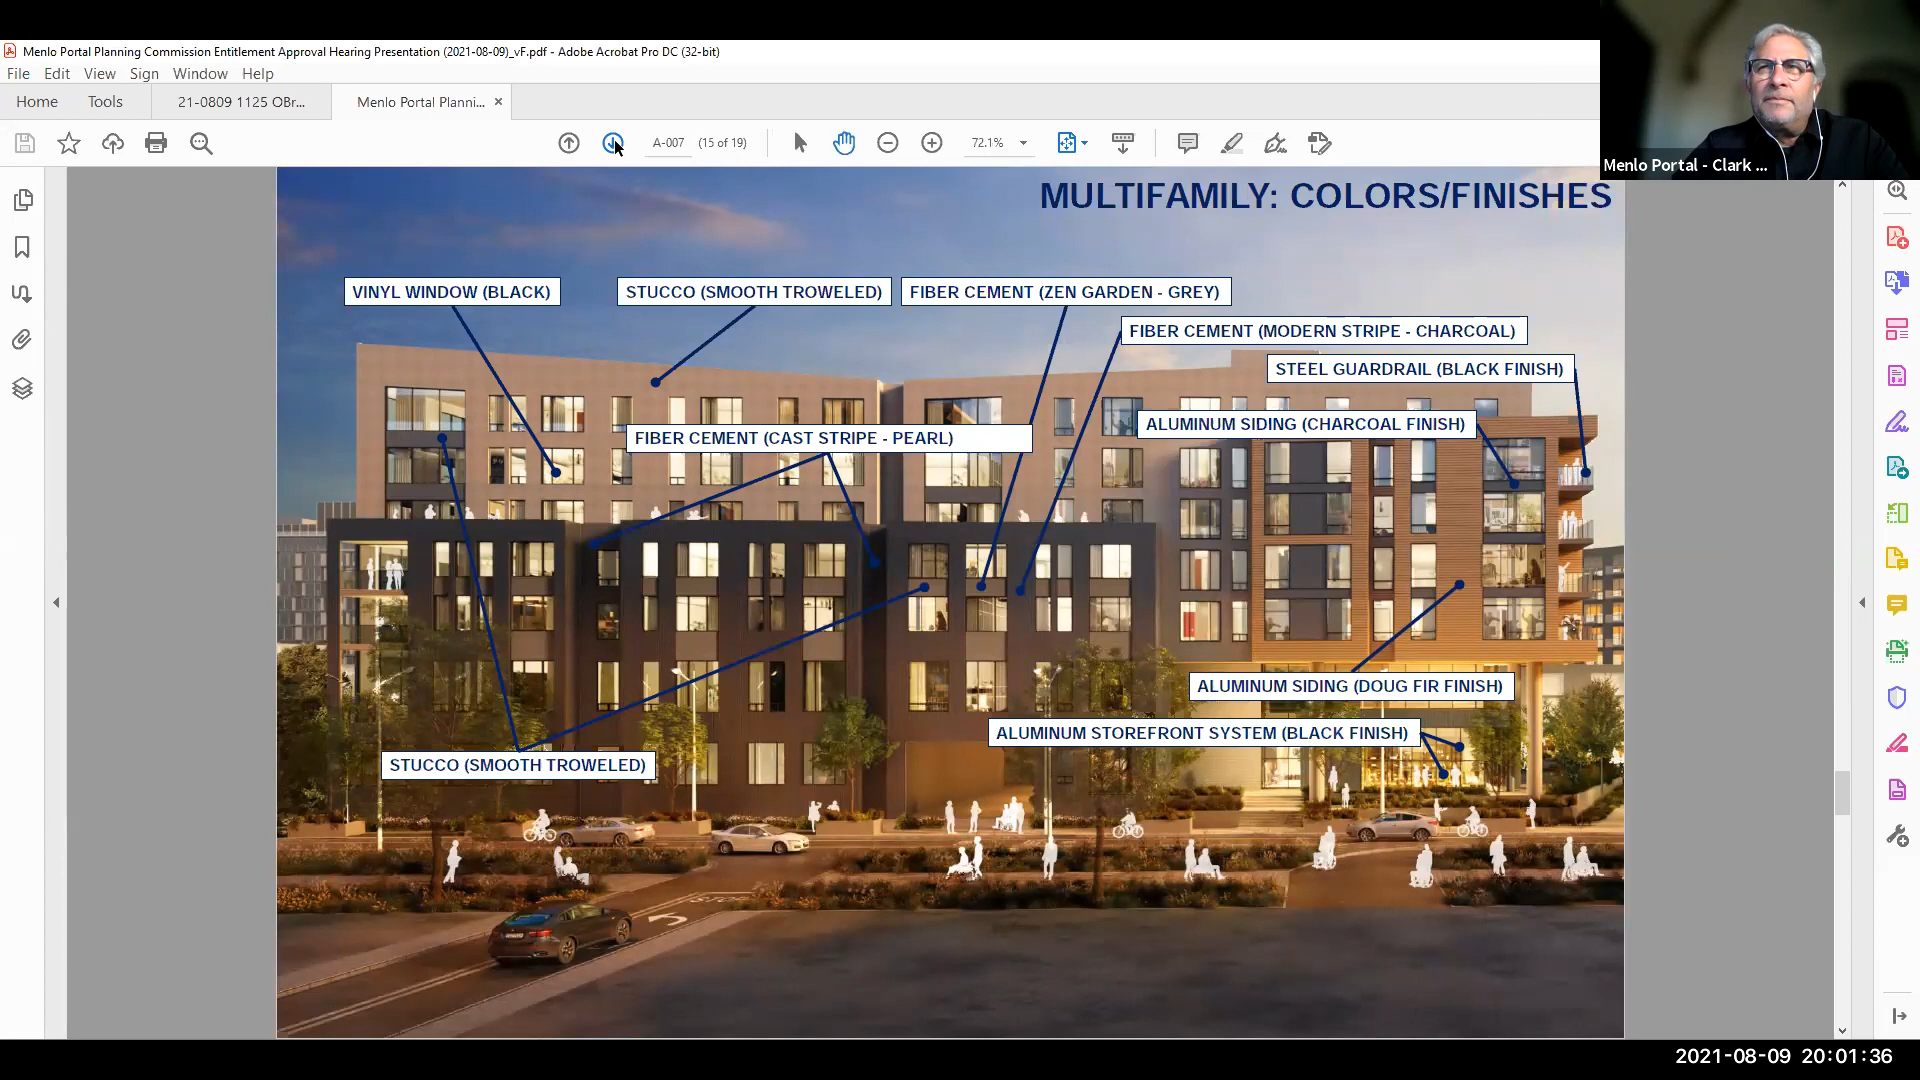 Menlo Portal Planning Commission Entitlement Approval Hearing Presentation (2021-08-09)_vF.pdf - Adobe Acrobat Pro DC (32-bit)
File Edit View Sign Window Help
Home Tools 21-0809 1125 OBr... Menlo Portal Planni... ×
A-007 (15 of 19) 72.1%
Menlo Portal - Clark ...
MULTIFAMILY: COLORS/FINISHES
VINYL WINDOW (BLACK) STUCCO (SMOOTH TROWELED) FIBER CEMENT (ZEN GARDEN - GREY)
FIBER CEMENT (MODERN STRIPE - CHARCOAL)
STEEL GUARDRAIL (BLACK FINISH)
ALUMINUM SIDING (CHARCOAL FINISH)
FIBER CEMENT (CAST STRIPE - PEARL)
ALUMINUM SIDING (DOUG FIR FINISH)
ALUMINUM STOREFRONT SYSTEM (BLACK FINISH)
STUCCO (SMOOTH TROWELED)
STOP
2021-08-09 20:01:36